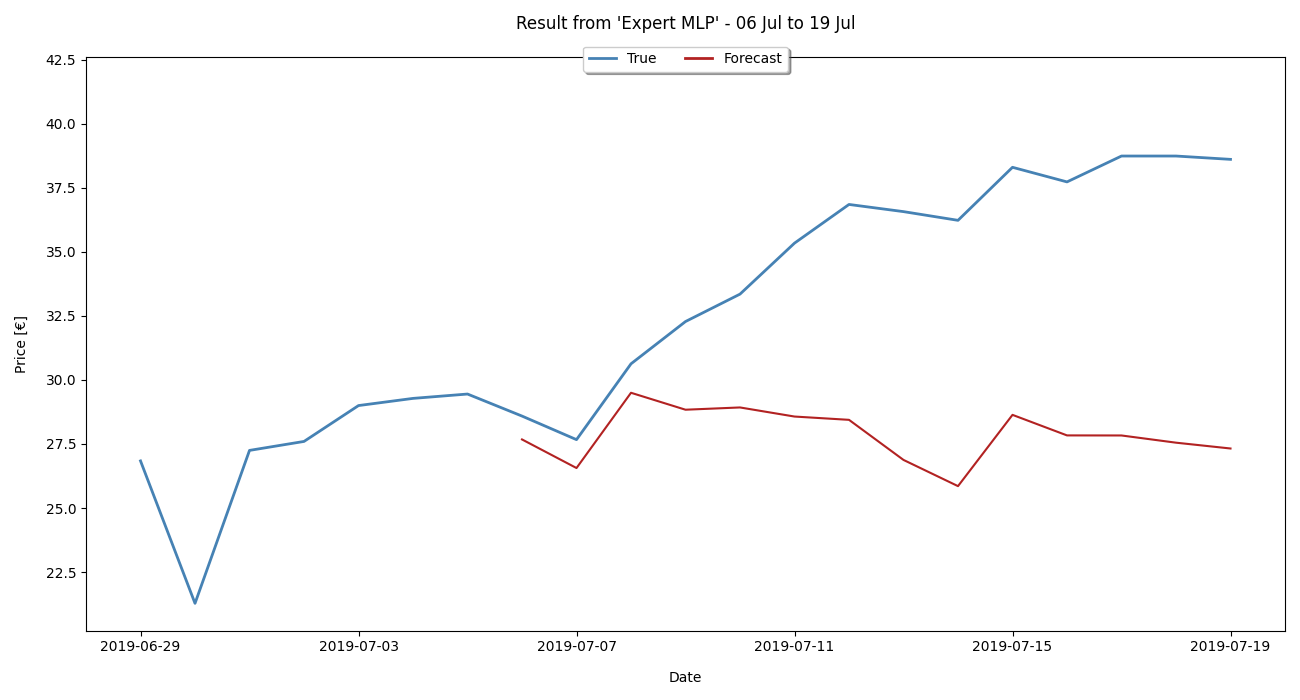 Result from 'Expert MLP' - 06 Jul to 19 Jul
True Forecast
42.5
40.0
37.5
35.0
32.5
30.0
27.5
25.0
22.5
Price [€]
2019-06-29 2019-07-03 2019-07-07 2019-07-11 2019-07-15 2019-07-19
Date